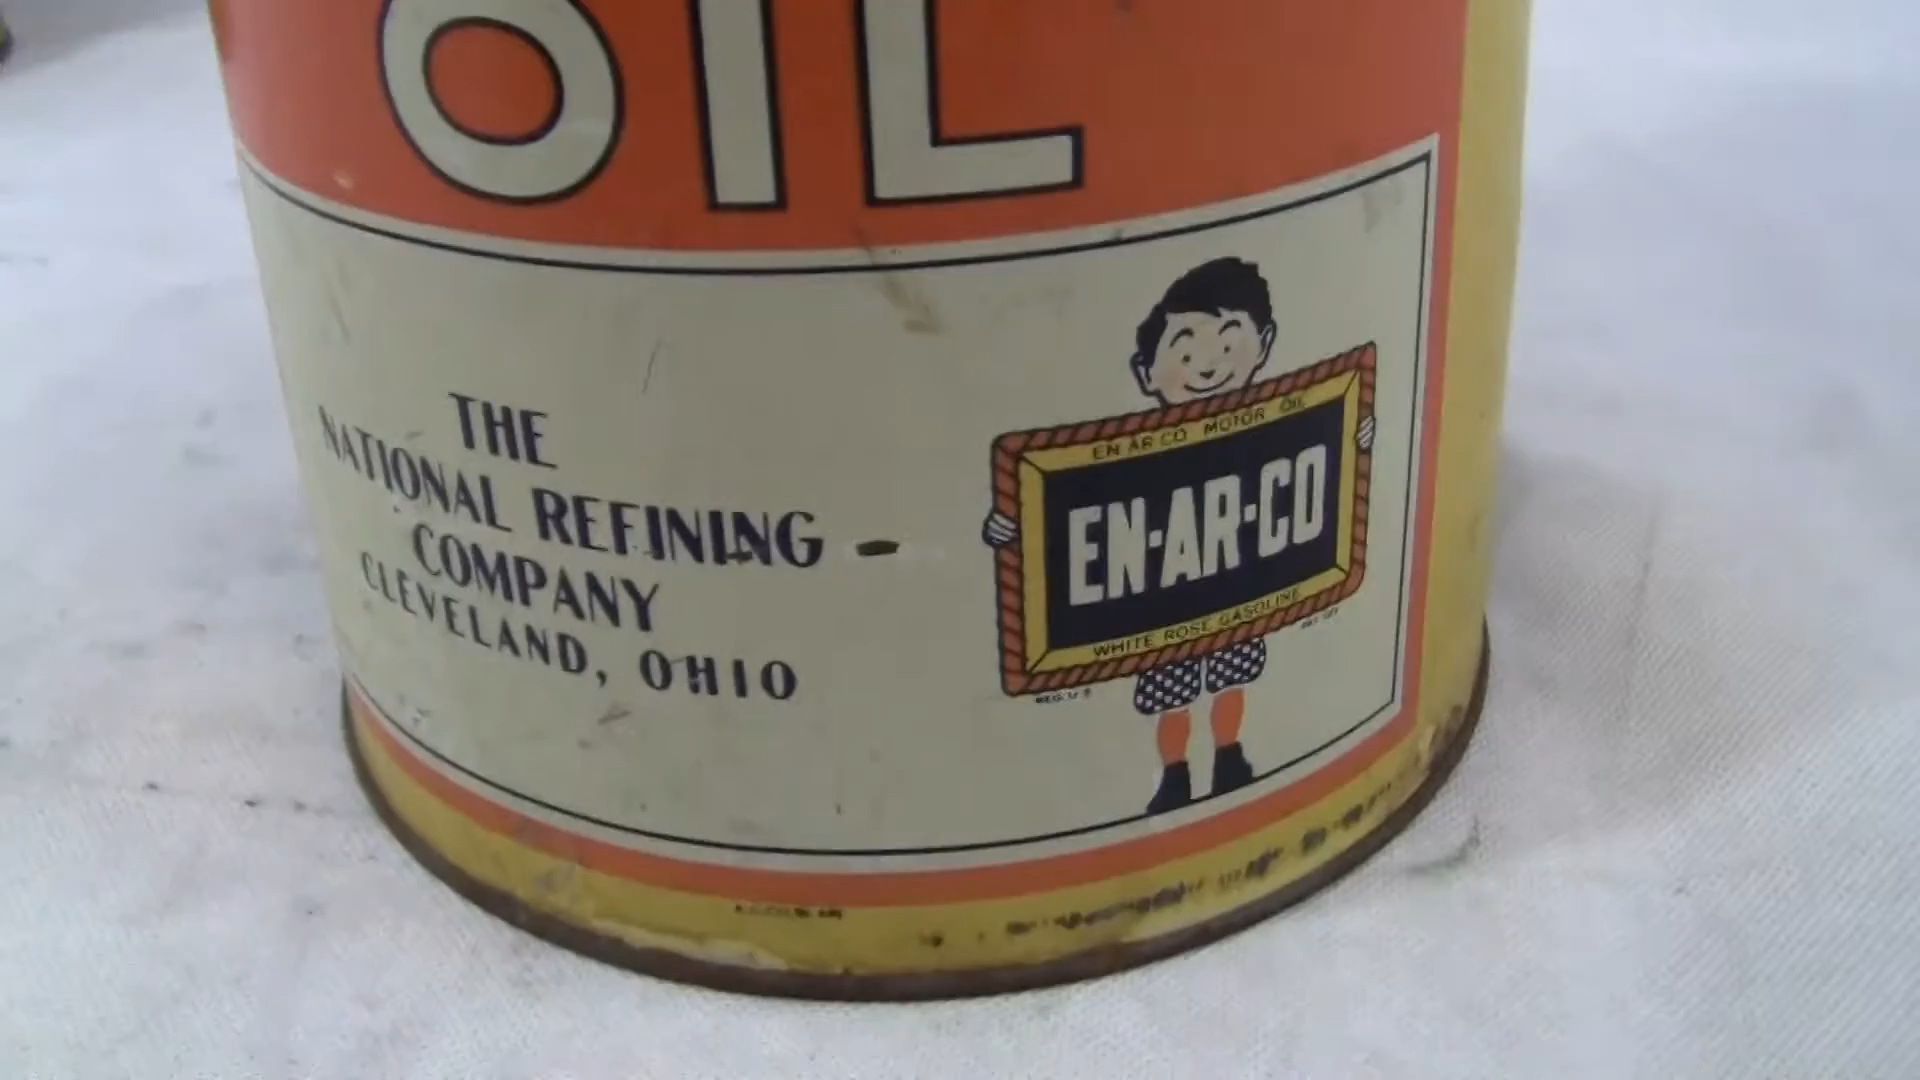 OIL
THE
NATIONAL REFINING
COMPANY
CLEVELAND, OHIO
EN·AR·CO MOTOR OIL
EN-AR-CO
WHITE ROSE GASOLINE